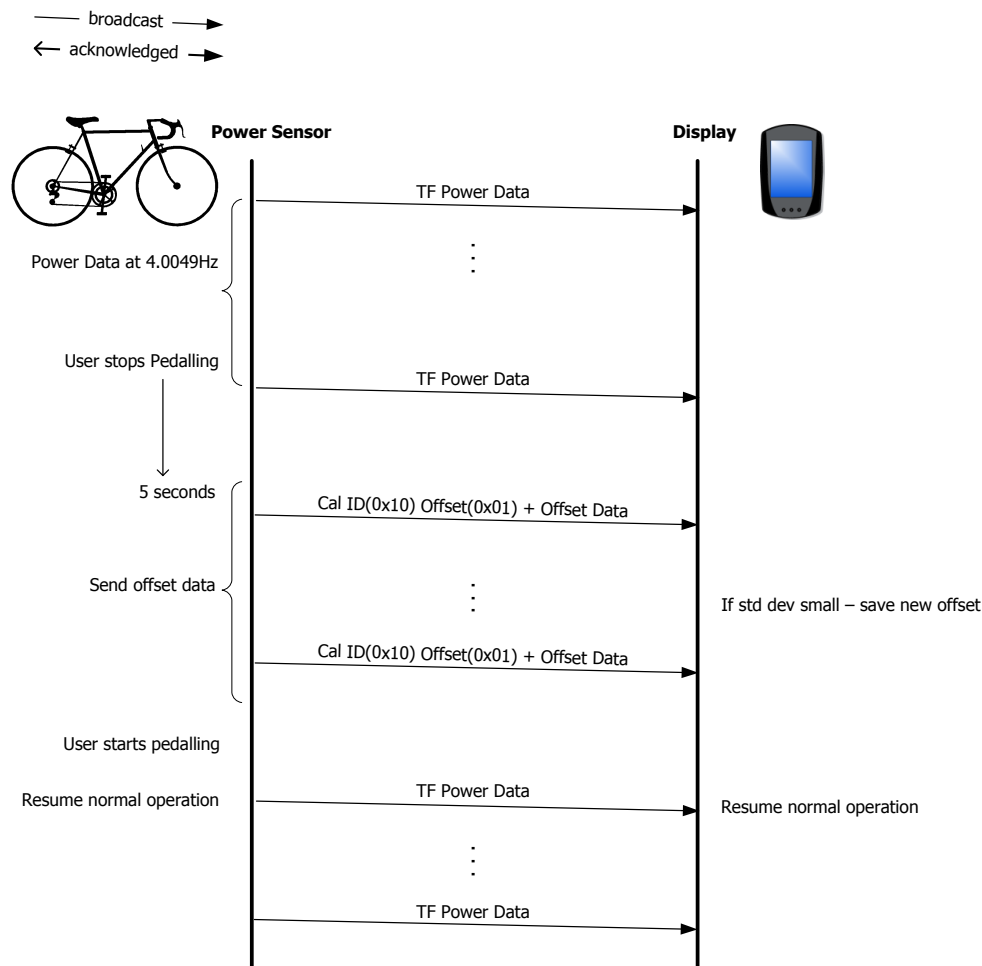 broadcast
acknowledged
Power Sensor
Display
TF Power Data
Power Data at 4.0049Hz
User stops Pedalling
TF Power Data
5 seconds
Cal ID(0x10) Offset(0x01) + Offset Data
Send offset data
If std dev small – save new offset
Cal ID(0x10) Offset(0x01) + Offset Data
User starts pedalling
TF Power Data
Resume normal operation
Resume normal operation
TF Power Data